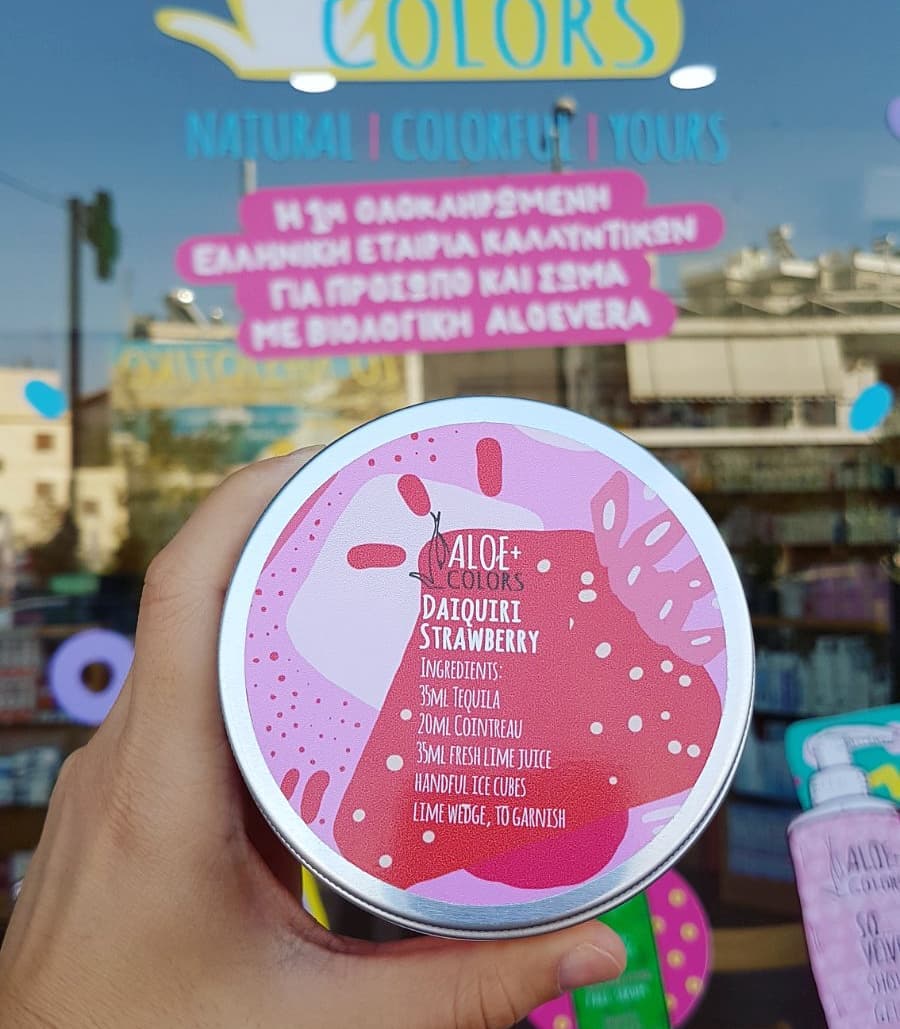 COLORS
NATURAL | COLORFUL | YOURS
Η 1η ΟΛΟΚΛΗΡΩΜΕΝΗ
ΕΛΛΗΝΙΚΗ ΕΤΑΙΡΙΑ ΚΑΛΛΥΝΤΙΚΩΝ
ΓΙΑ ΠΡΟΣΩΠΟ ΚΑΙ ΣΩΜΑ
ΜΕ ΒΙΟΛΟΓΙΚΗ ALOEVERA
ALOE+
COLORS
DAIQUIRI
STRAWBERRY
INGREDIENTS:
35ML TEQUILA
20ML COINTREAU
35ML FRESH LIME JUICE
HANDFUL ICE CUBES
LIME WEDGE, TO GARNISH
ALOE+
COLORS
SO